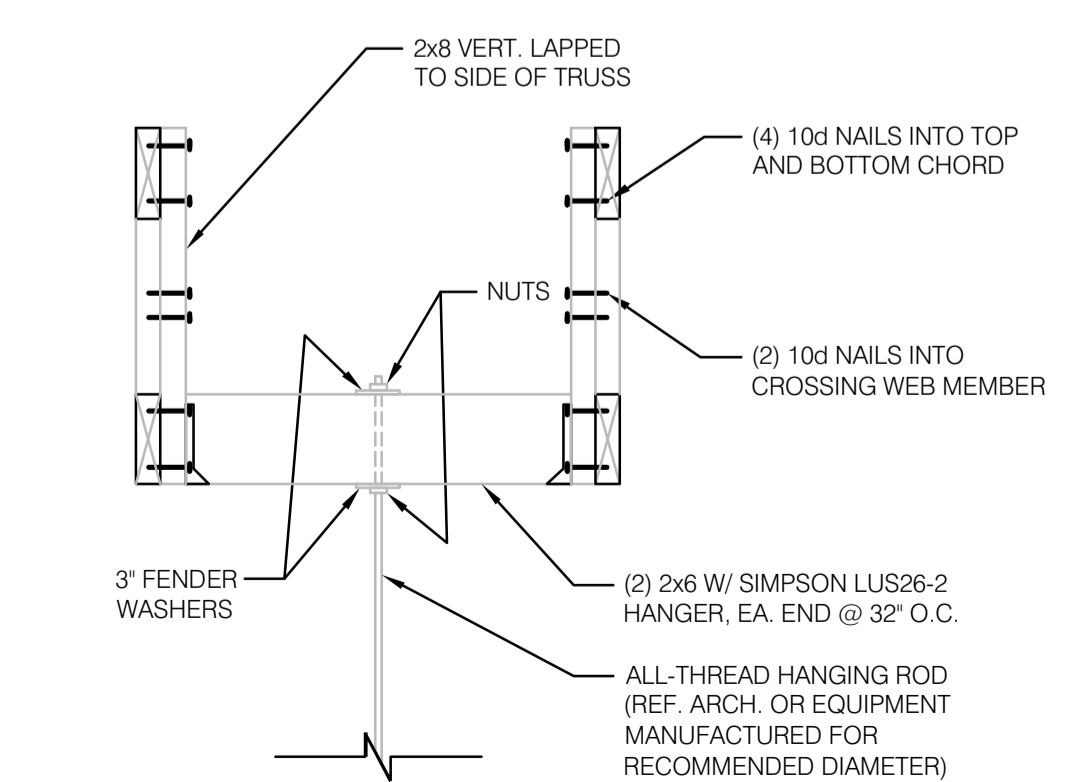 2x8 VERT. LAPPED
TO SIDE OF TRUSS
(4) 10d NAILS INTO TOP
AND BOTTOM CHORD
NUTS
(2) 10d NAILS INTO
CROSSING WEB MEMBER
3" FENDER
WASHERS
(2) 2x6 W/ SIMPSON LUS26-2
HANGER, EA. END @ 32" O.C.
ALL-THREAD HANGING ROD
(REF. ARCH. OR EQUIPMENT
MANUFACTURED FOR
RECOMMENDED DIAMETER)